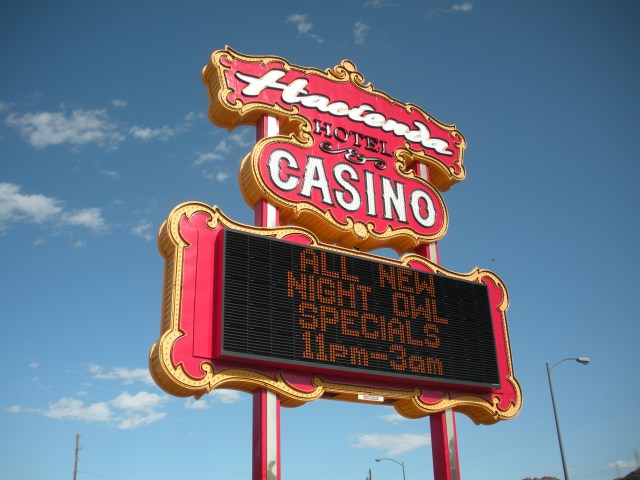 Hacienda
HOTEL
&
CASINO
ALL NEW
NIGHT OWL
SPECIALS
11pm-3am